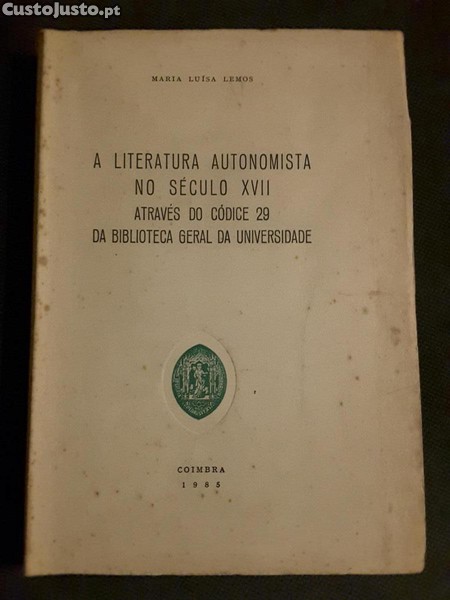 CustoJusto.pt
MARIA LUÍSA LEMOS
A LITERATURA AUTONOMISTA
NO SÉCULO XVII
ATRAVÉS DO CÓDICE 29
DA BIBLIOTECA GERAL DA UNIVERSIDADE
COIMBRA
1985